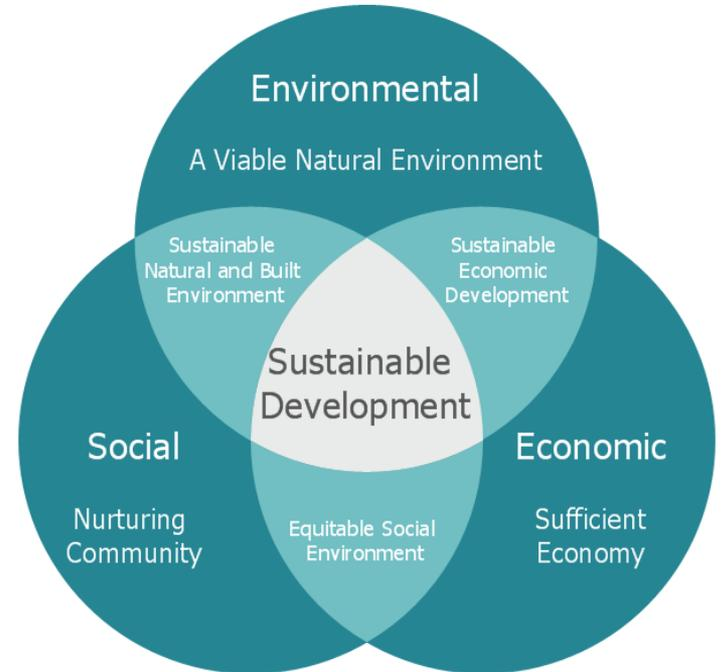 Environmental
A Viable Natural Environment
Sustainable
Natural and Built
Environment
Sustainable
Economic
Development
Sustainable
Development
Social
Nurturing
Community
Equitable Social
Environment
Economic
Sufficient
Economy